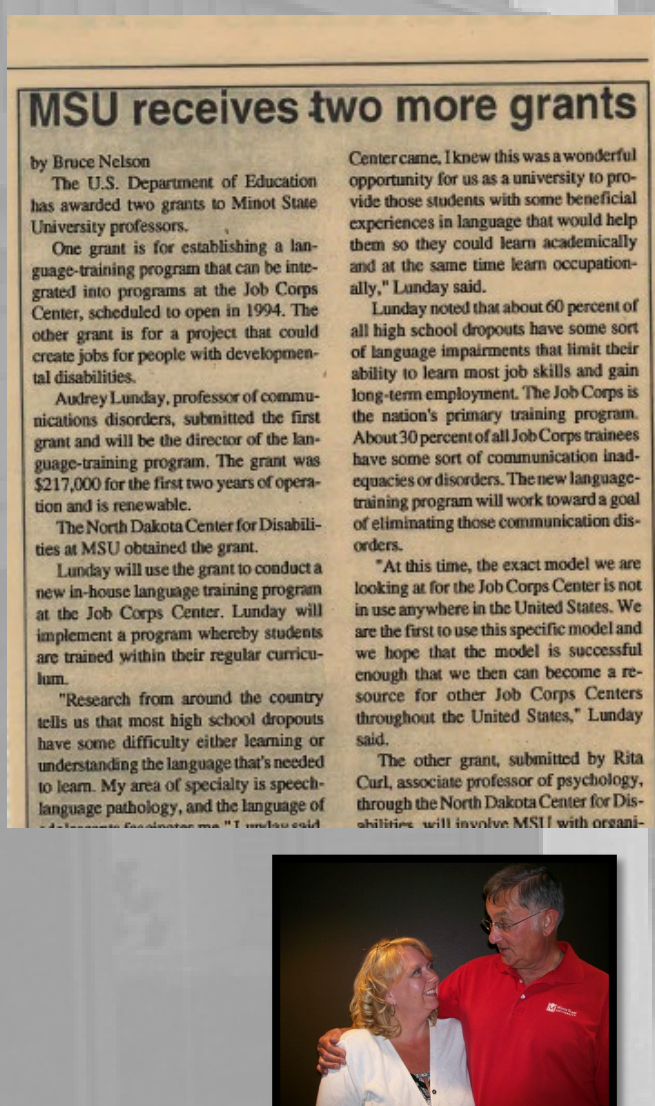 MSU receives two more grants
by Bruce Nelson
The U.S. Department of Education
has awarded two grants to Minot State
University professors.
One grant is for establishing a lan-
guage-training program that can be inte-
grated into programs at the Job Corps
Center, scheduled to open in 1994. The
other grant is for a project that could
create jobs for people with developmen-
tal disabilities.
Audrey Lunday, professor of commu-
nications disorders, submitted the first
grant and will be the director of the lan-
guage-training program. The grant was
$217,000 for the first two years of opera-
tion and is renewable.
The North Dakota Center for Disabili-
ties at MSU obtained the grant.
Lunday will use the grant to conduct a
new in-house language training program
at the Job Corps Center. Lunday will
implement a program whereby students
are trained within their regular curricu-
lum.
"Research from around the country
tells us that most high school dropouts
have some difficulty either learning or
understanding the language that's needed
to learn. My area of specialty is speech-
language pathology, and the language of
adolescents fascinates me," Lunday said.
Center came, I knew this was a wonderful
opportunity for us as a university to pro-
vide those students with some beneficial
experiences in language that would help
them so they could learn academically
and at the same time learn occupation-
ally," Lunday said.
Lunday noted that about 60 percent of
all high school dropouts have some sort
of language impairments that limit their
ability to learn most job skills and gain
long-term employment. The Job Corps is
the nation's primary training program.
About 30 percent of all Job Corps trainees
have some sort of communication inad-
equacies or disorders. The new language-
training program will work toward a goal
of eliminating those communication dis-
orders.
"At this time, the exact model we are
looking at for the Job Corps Center is not
in use anywhere in the United States. We
are the first to use this specific model and
we hope that the model is successful
enough that we then can become a re-
source for other Job Corps Centers
throughout the United States," Lunday
said.
The other grant, submitted by Rita
Curl, associate professor of psychology,
through the North Dakota Center for Dis-
abilities, will involve MSU with organi-